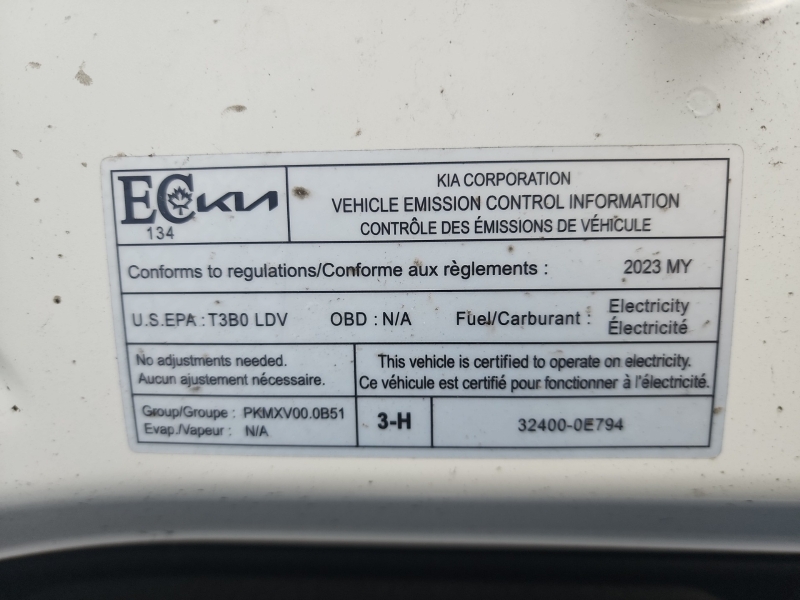 EC KIA
134
KIA CORPORATION
VEHICLE EMISSION CONTROL INFORMATION
CONTRÔLE DES ÉMISSIONS DE VÉHICULE
Conforms to regulations/Conforme aux règlements : 2023 MY
U.S.EPA : T3B0 LDV OBD : N/A Fuel/Carburant : Electricity
Électricité
No adjustments needed.
Aucun ajustement nécessaire.
This vehicle is certified to operate on electricity.
Ce véhicule est certifié pour fonctionner à l'électricité.
Group/Groupe : PKMXV00.0B51
Evap./Vapeur : N/A
3-H
32400-0E794